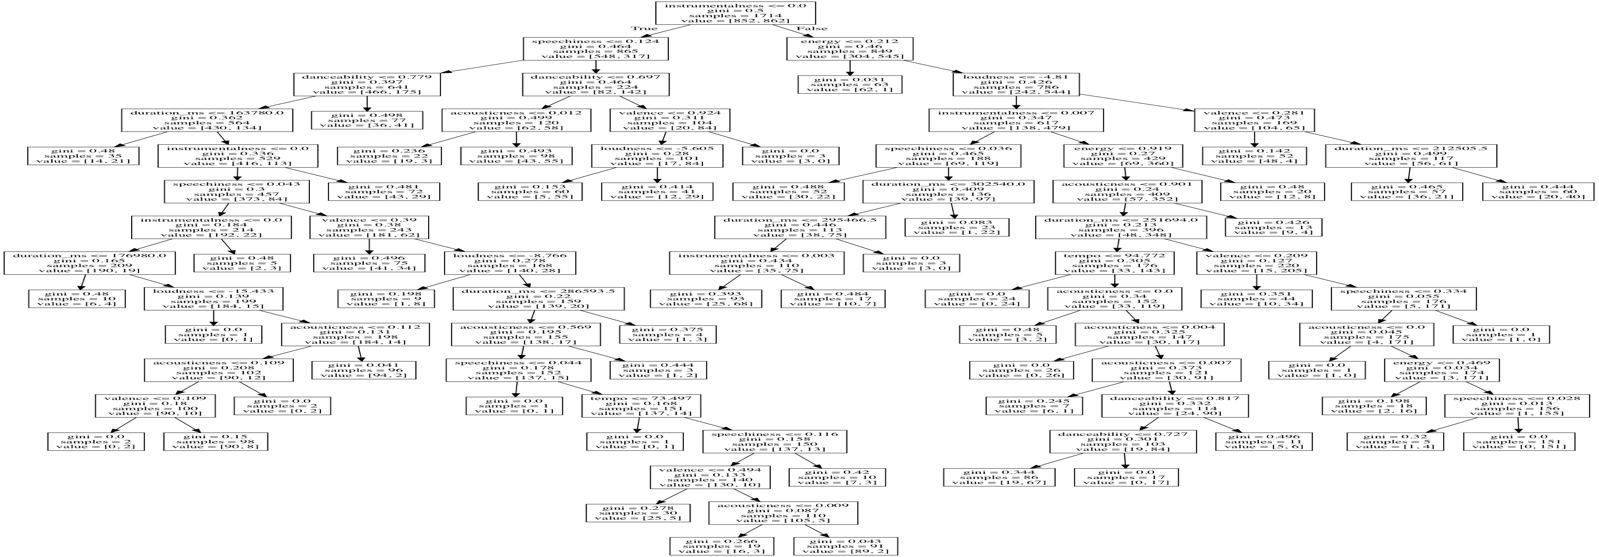 instrumentalness <= 0.0
gini = 0.5
samples = 1714
value = [852, 862]
True
False
speechiness <= 0.124
gini = 0.464
samples = 865
value = [548, 317]
energy <= 0.212
gini = 0.46
samples = 849
value = [304, 545]
danceability <= 0.779
gini = 0.397
samples = 641
value = [466, 175]
danceability <= 0.697
gini = 0.464
samples = 224
value = [82, 142]
gini = 0.031
samples = 63
value = [62, 1]
loudness <= -4.81
gini = 0.426
samples = 786
value = [242, 544]
duration_ms <= 163780.0
gini = 0.362
samples = 564
value = [430, 134]
gini = 0.498
samples = 77
value = [36, 41]
acousticness <= 0.012
gini = 0.499
samples = 120
value = [62, 58]
valence <= 0.924
gini = 0.311
samples = 104
value = [20, 84]
instrumentalness <= 0.007
gini = 0.347
samples = 617
value = [138, 479]
valence <= 0.281
gini = 0.473
samples = 169
value = [104, 65]
gini = 0.48
samples = 35
value = [14, 21]
instrumentalness <= 0.0
gini = 0.336
samples = 529
value = [416, 113]
gini = 0.236
samples = 22
value = [19, 3]
gini = 0.493
samples = 98
value = [43, 55]
loudness <= -5.605
gini = 0.28
samples = 101
value = [17, 84]
gini = 0.0
samples = 3
value = [3, 0]
speechiness <= 0.036
gini = 0.465
samples = 188
value = [69, 119]
energy <= 0.919
gini = 0.27
samples = 429
value = [69, 360]
gini = 0.142
samples = 52
value = [48, 4]
duration_ms <= 212505.5
gini = 0.499
samples = 117
value = [56, 61]
speechiness <= 0.043
gini = 0.3
samples = 457
value = [373, 84]
gini = 0.481
samples = 72
value = [43, 29]
gini = 0.153
samples = 60
value = [5, 55]
gini = 0.414
samples = 41
value = [12, 29]
gini = 0.488
samples = 52
value = [30, 22]
duration_ms <= 302540.0
gini = 0.409
samples = 136
value = [39, 97]
acousticness <= 0.901
gini = 0.24
samples = 409
value = [57, 352]
gini = 0.48
samples = 20
value = [12, 8]
gini = 0.465
samples = 57
value = [36, 21]
gini = 0.444
samples = 60
value = [20, 40]
instrumentalness <= 0.0
gini = 0.184
samples = 214
value = [192, 22]
valence <= 0.39
gini = 0.38
samples = 243
value = [181, 62]
duration_ms <= 295466.5
gini = 0.446
samples = 113
value = [38, 75]
gini = 0.083
samples = 23
value = [1, 22]
duration_ms <= 251694.0
gini = 0.213
samples = 396
value = [48, 348]
gini = 0.426
samples = 13
value = [9, 4]
duration_ms <= 176980.0
gini = 0.165
samples = 209
value = [190, 19]
gini = 0.48
samples = 5
value = [2, 3]
gini = 0.496
samples = 75
value = [41, 34]
loudness <= -8.766
gini = 0.278
samples = 168
value = [140, 28]
instrumentalness <= 0.003
gini = 0.434
samples = 110
value = [35, 75]
gini = 0.0
samples = 3
value = [3, 0]
tempo <= 94.772
gini = 0.305
samples = 176
value = [33, 143]
valence <= 0.209
gini = 0.127
samples = 220
value = [15, 205]
gini = 0.48
samples = 10
value = [6, 4]
loudness <= -15.433
gini = 0.139
samples = 199
value = [184, 15]
gini = 0.198
samples = 9
value = [1, 8]
duration_ms <= 286593.5
gini = 0.22
samples = 159
value = [139, 20]
gini = 0.393
samples = 93
value = [25, 68]
gini = 0.484
samples = 17
value = [10, 7]
gini = 0.0
samples = 24
value = [0, 24]
acousticness <= 0.0
gini = 0.34
samples = 152
value = [33, 119]
gini = 0.351
samples = 44
value = [10, 34]
speechiness <= 0.334
gini = 0.055
samples = 176
value = [5, 171]
gini = 0.0
samples = 1
value = [0, 1]
acousticness <= 0.112
gini = 0.131
samples = 198
value = [184, 14]
acousticness <= 0.569
gini = 0.195
samples = 155
value = [138, 17]
gini = 0.375
samples = 4
value = [1, 3]
gini = 0.48
samples = 5
value = [3, 2]
acousticness <= 0.004
gini = 0.325
samples = 147
value = [30, 117]
acousticness <= 0.0
gini = 0.045
samples = 175
value = [4, 171]
gini = 0.0
samples = 1
value = [1, 0]
acousticness <= 0.109
gini = 0.208
samples = 102
value = [90, 12]
gini = 0.041
samples = 96
value = [94, 2]
speechiness <= 0.044
gini = 0.178
samples = 152
value = [137, 15]
gini = 0.444
samples = 3
value = [1, 2]
gini = 0.0
samples = 26
value = [0, 26]
acousticness <= 0.007
gini = 0.373
samples = 121
value = [30, 91]
gini = 0.0
samples = 1
value = [1, 0]
energy <= 0.469
gini = 0.034
samples = 174
value = [3, 171]
valence <= 0.109
gini = 0.18
samples = 100
value = [90, 10]
gini = 0.0
samples = 2
value = [0, 2]
gini = 0.0
samples = 1
value = [0, 1]
tempo <= 73.497
gini = 0.168
samples = 151
value = [137, 14]
gini = 0.245
samples = 7
value = [6, 1]
danceability <= 0.817
gini = 0.332
samples = 114
value = [24, 90]
gini = 0.198
samples = 18
value = [2, 16]
speechiness <= 0.028
gini = 0.013
samples = 156
value = [1, 155]
gini = 0.0
samples = 2
value = [0, 2]
gini = 0.15
samples = 98
value = [90, 8]
gini = 0.0
samples = 1
value = [0, 1]
speechiness <= 0.116
gini = 0.158
samples = 150
value = [137, 13]
danceability <= 0.727
gini = 0.301
samples = 103
value = [19, 84]
gini = 0.496
samples = 11
value = [5, 6]
gini = 0.32
samples = 5
value = [1, 4]
gini = 0.0
samples = 151
value = [0, 151]
valence <= 0.494
gini = 0.133
samples = 140
value = [130, 10]
gini = 0.42
samples = 10
value = [7, 3]
gini = 0.344
samples = 86
value = [19, 67]
gini = 0.0
samples = 17
value = [0, 17]
gini = 0.278
samples = 30
value = [25, 5]
acousticness <= 0.009
gini = 0.087
samples = 110
value = [105, 5]
gini = 0.266
samples = 19
value = [16, 3]
gini = 0.043
samples = 91
value = [89, 2]